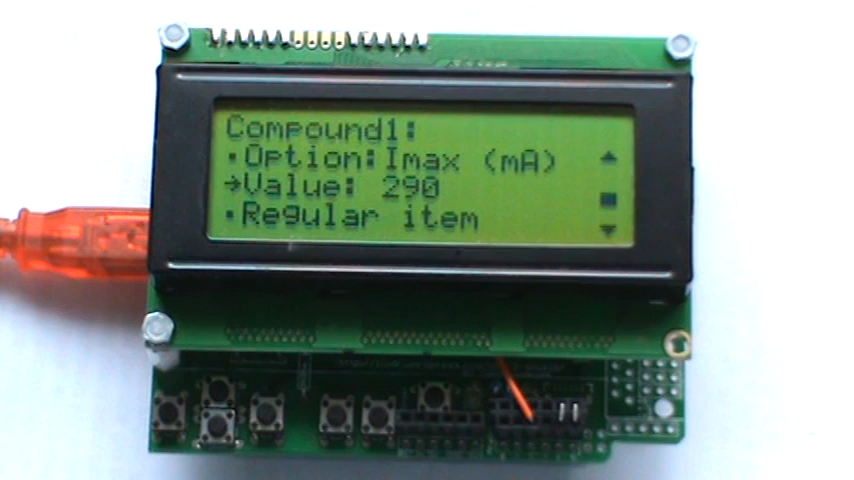 Compound1:
·Option:Imax (mA)
→Value: 290
·Regular item